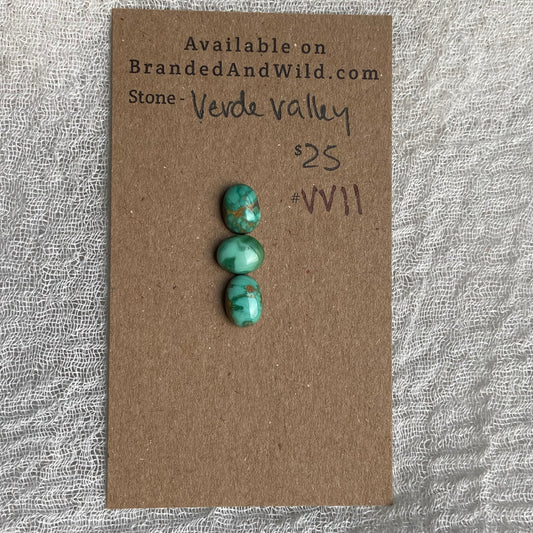 Available on
BrandedAndWild.com
Stone - Verde Valley
$25
#VV11